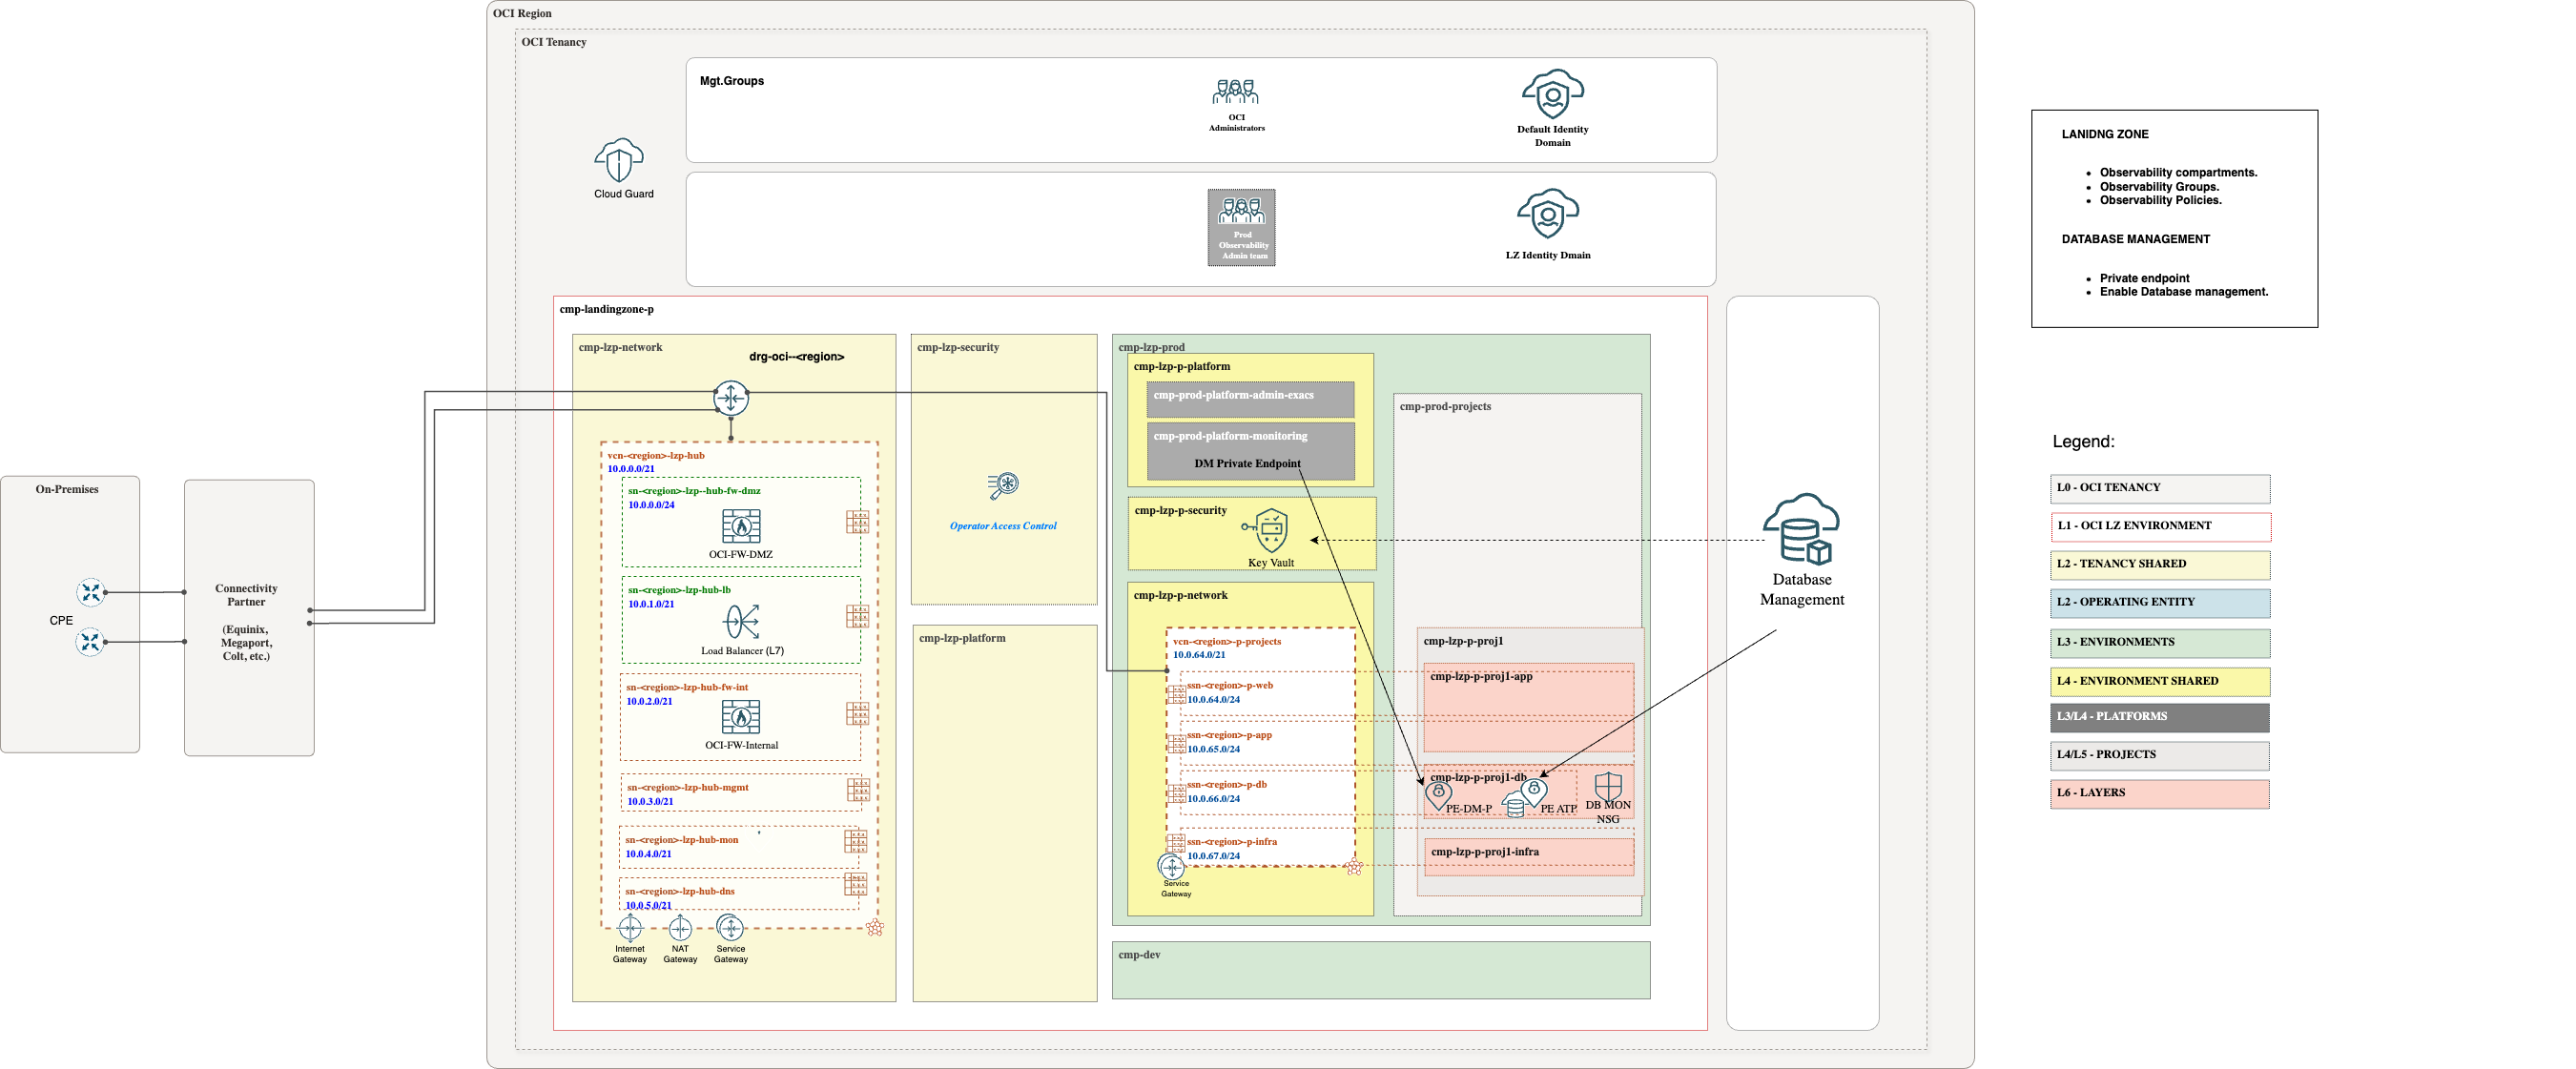 OCI Region
OCI Tenancy
Mgt.Groups
OCI
Administrators
Default Identity
Domain
Cloud Guard
Prod
Observability
Admin team
LZ Identity Dmain
cmp-landingzone-p
cmp-lzp-network
drg-oci--<region>
vcn-<region>-lzp-hub
10.0.0.0/21
sn-<region>-lzp--hub-fw-dmz
10.0.0.0/24
OCI-FW-DMZ
sn-<region>-lzp-hub-lb
10.0.1.0/21
Load Balancer (L7)
sn-<region>-lzp-hub-fw-int
10.0.2.0/21
OCI-FW-Internal
sn-<region>-lzp-hub-mgmt
10.0.3.0/21
sn-<region>-lzp-hub-mon
10.0.4.0/21
sn-<region>-lzp-hub-dns
10.0.5.0/21
Internet
Gateway
NAT
Gateway
Service
Gateway
On-Premises
CPE
Connectivity
Partner
(Equinix,
Megaport,
Colt, etc.)
cmp-lzp-security
Operator Access Control
cmp-lzp-platform
cmp-lzp-prod
cmp-lzp-p-platform
cmp-prod-platform-admin-exacs
cmp-prod-platform-monitoring
DM Private Endpoint
cmp-lzp-p-security
Key Vault
cmp-lzp-p-network
vcn-<region>-p-projects
10.0.64.0/21
ssn-<region>-p-web
10.0.64.0/24
ssn-<region>-p-app
10.0.65.0/24
ssn-<region>-p-db
10.0.66.0/24
ssn-<region>-p-infra
10.0.67.0/24
Service
Gateway
cmp-prod-projects
cmp-lzp-p-proj1
cmp-lzp-p-proj1-app
cmp-lzp-p-proj1-db
PE-DM-P
PE ATP
DB MON
NSG
cmp-lzp-p-proj1-infra
cmp-dev
Database
Management
LANIDNG ZONE
• Observability compartments.
• Observability Groups.
• Observability Policies.
DATABASE MANAGEMENT
• Private endpoint
• Enable Database management.
Legend:
L0 - OCI TENANCY
L1 - OCI LZ ENVIRONMENT
L2 - TENANCY SHARED
L2 - OPERATING ENTITY
L3 - ENVIRONMENTS
L4 - ENVIRONMENT SHARED
L3/L4 - PLATFORMS
L4/L5 - PROJECTS
L6 - LAYERS